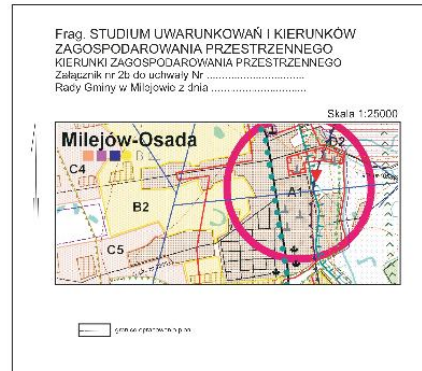 Frag. STUDIUM UWARUNKOWAŃ I KIERUNKÓW
ZAGOSPODAROWANIA PRZESTRZENNEGO
KIERUNKI ZAGOSPODAROWANIA PRZESTRZENNEGO
Załącznik nr 2b do uchwały Nr ................................
Rady Gminy w Milejowie z dnia ................................
Skala 1:25000
Milejów-Osada
C4
D2
A1
B2
C5